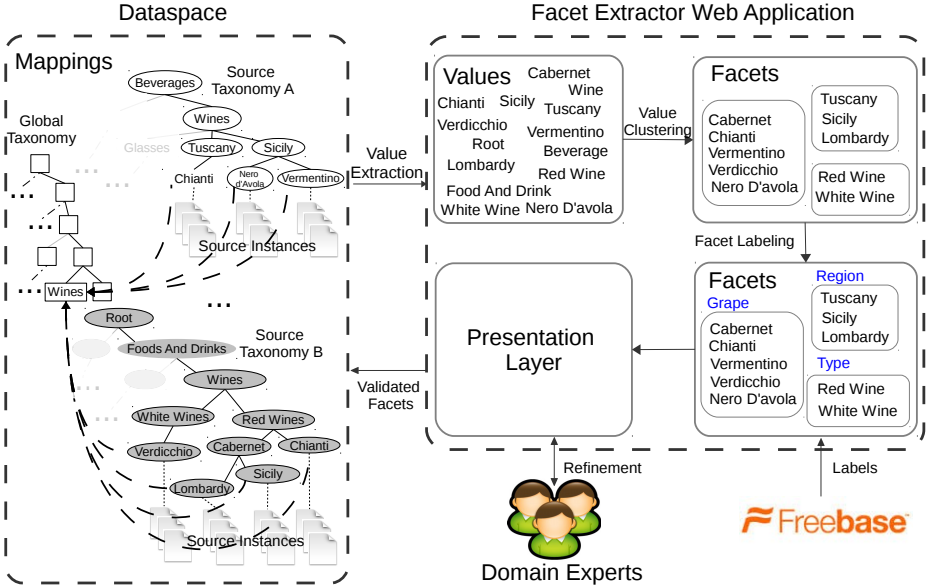 Dataspace
Facet Extractor Web Application
Mappings
Source
Taxonomy A
Global
Taxonomy
Beverages
Wines
Glasses
Tuscany
Sicily
Chianti
Nero
d'Avola
Vermentino
...
...
...
...
Source Instances
...
...
Wines
...
Root
Source
Taxonomy B
Foods And Drinks
...
Wines
White Wines
Red Wines
...
Verdicchio
Cabernet
Chianti
Lombardy
Sicily
Source Instances
Value
Extraction
Values
Cabernet
Wine
Chianti
Sicily
Tuscany
Verdicchio
Vermentino
Root
Beverage
Lombardy
Red Wine
Food And Drink
White Wine
Nero D'avola
Value
Clustering
Facets
Cabernet
Chianti
Vermentino
Verdicchio
Nero D'avola
Tuscany
Sicily
Lombardy
Red Wine
White Wine
Facet Labeling
Facets
Region
Grape
Cabernet
Chianti
Vermentino
Verdicchio
Nero D'avola
Tuscany
Sicily
Lombardy
Type
Red Wine
White Wine
Presentation
Layer
Validated
Facets
Refinement
Labels
Domain Experts
Freebase